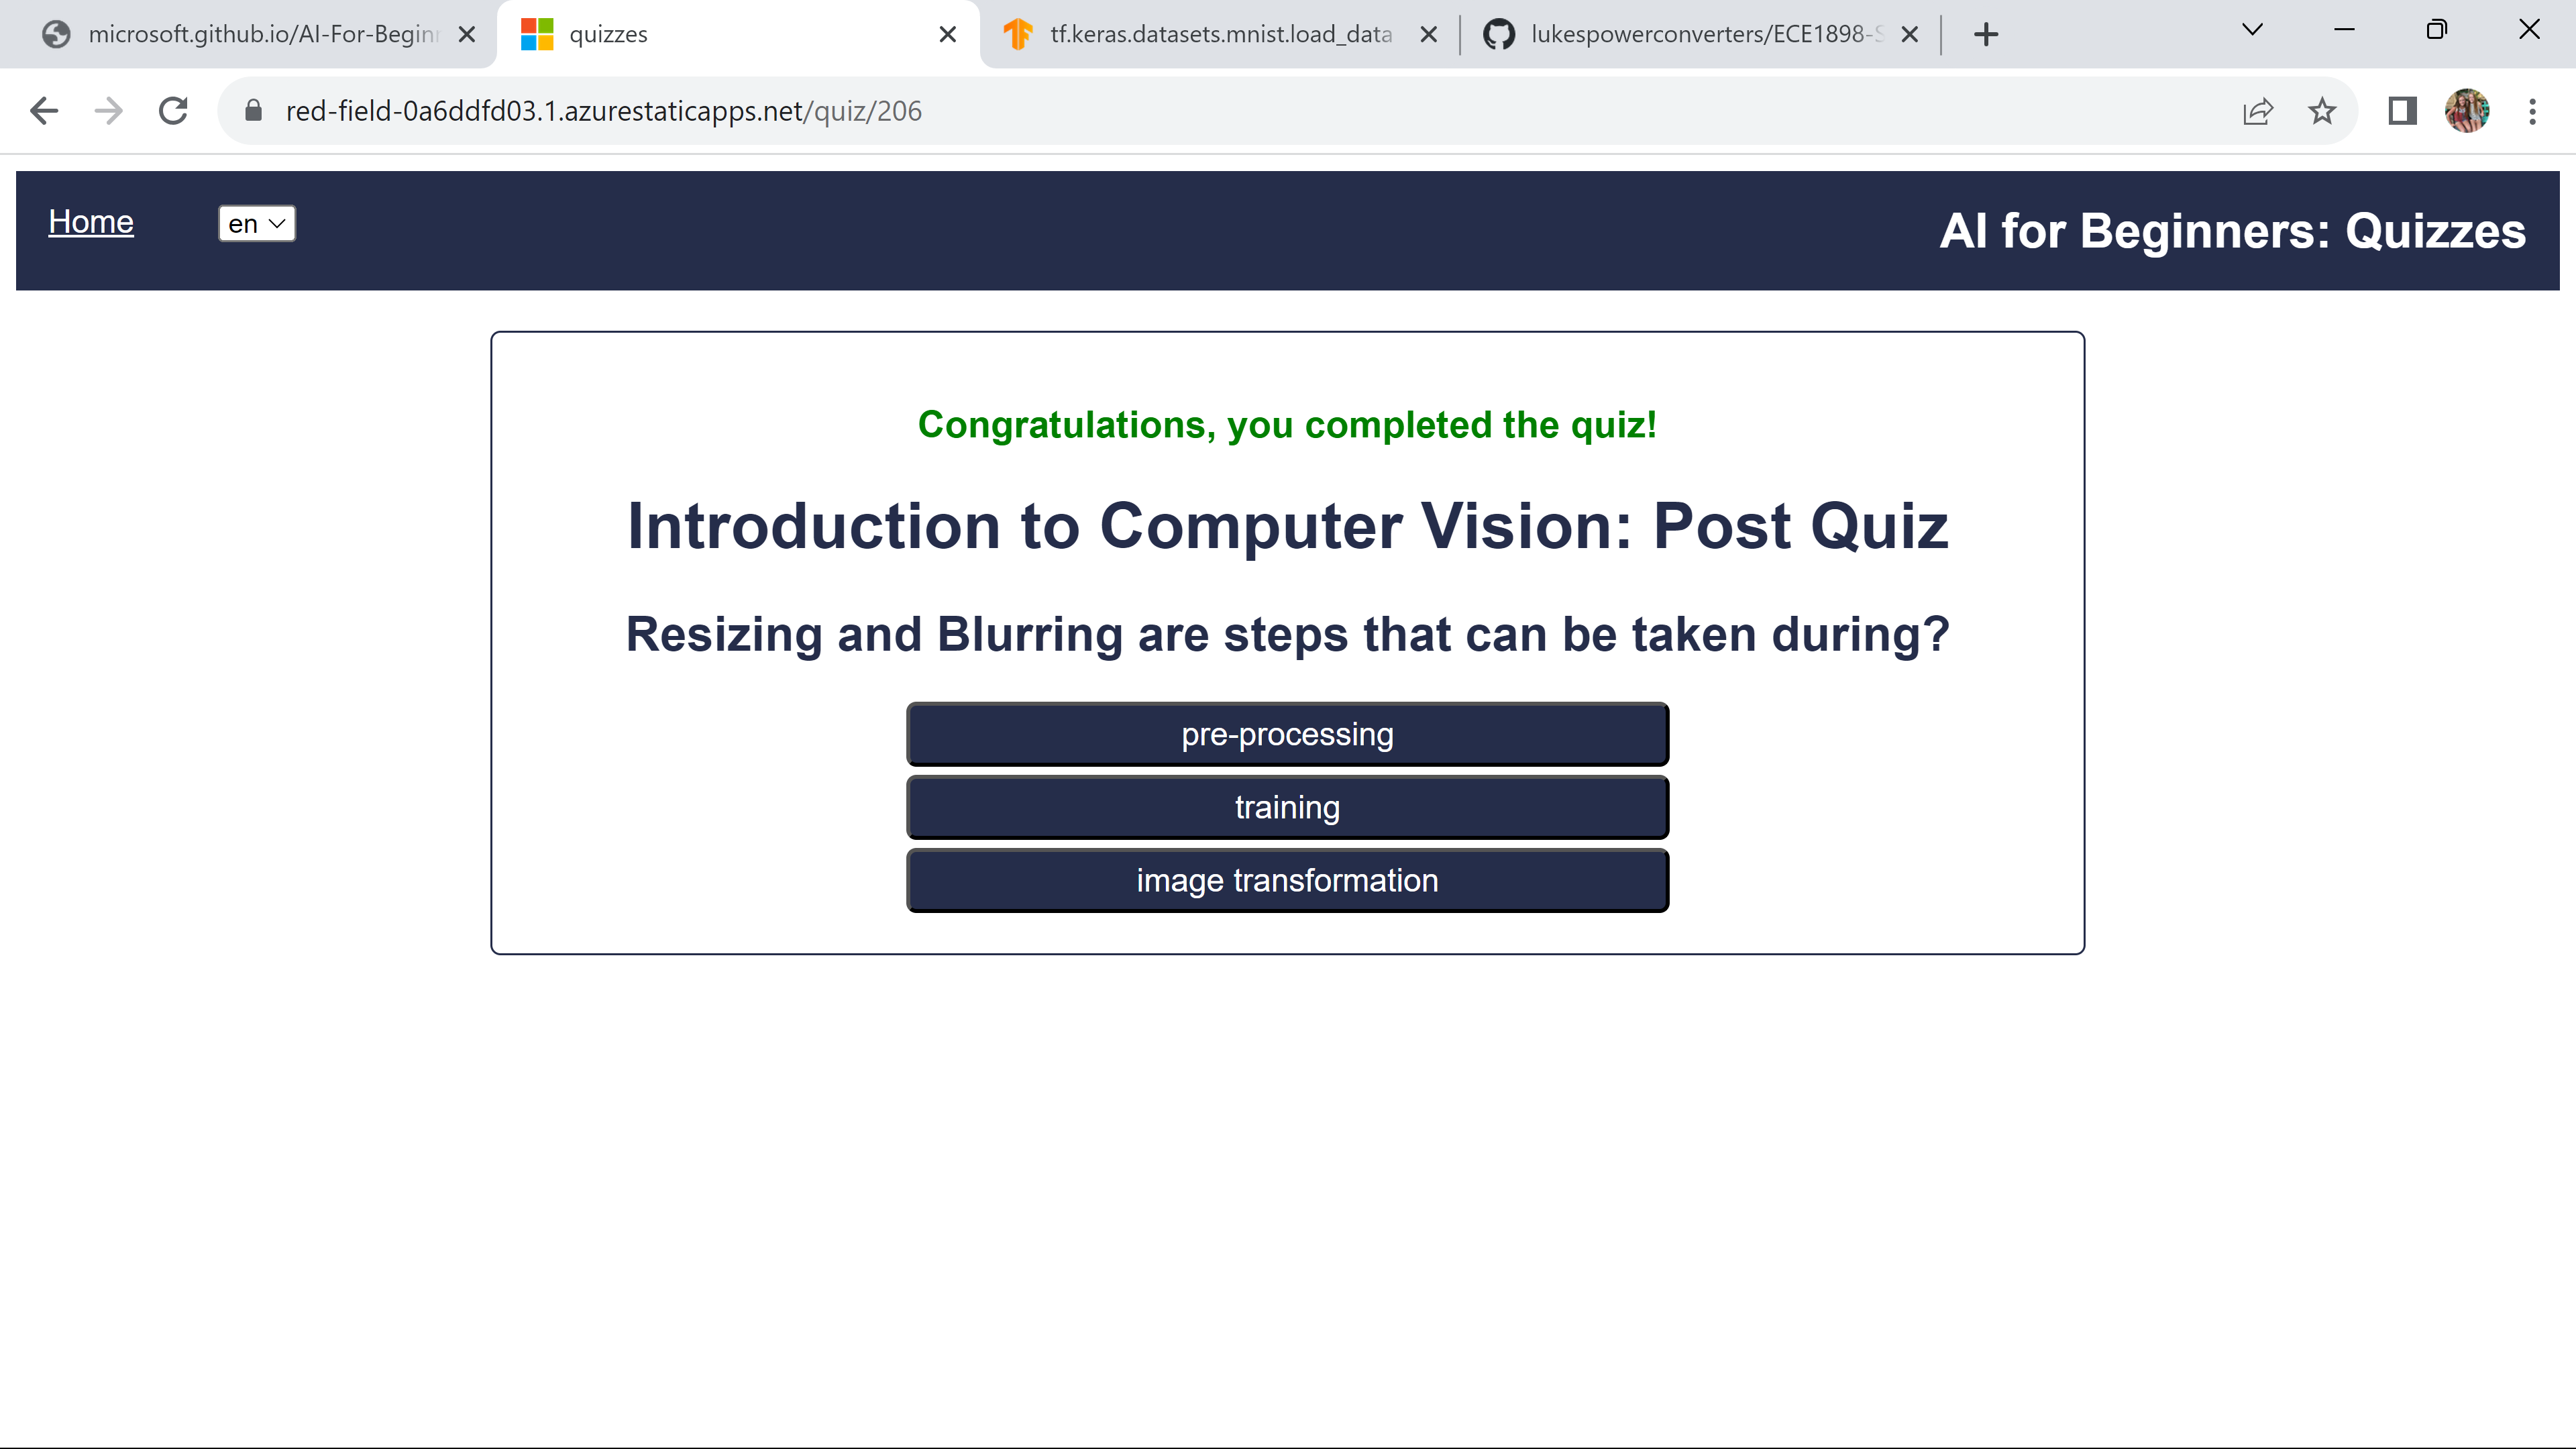 microsoft.github.io/AI-For-Beginn
quizzes
tf.keras.datasets.mnist.load_data
lukespowerconverters/ECE1898-S
red-field-0a6ddfd03.1.azurestaticapps.net/quiz/206
Home
en
AI for Beginners: Quizzes
Congratulations, you completed the quiz!
Introduction to Computer Vision: Post Quiz
Resizing and Blurring are steps that can be taken during?
pre-processing
training
image transformation